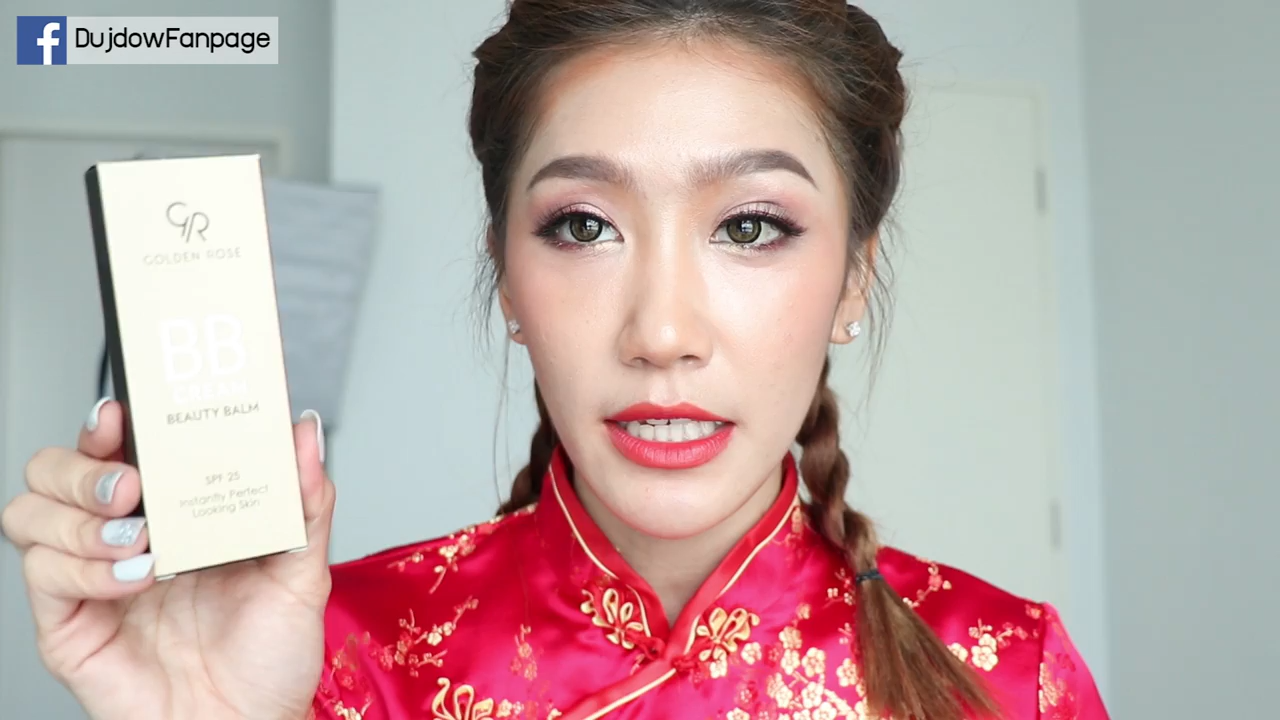 f DujdowFanpage
GR
GOLDEN ROSE
BB
CREAM
BEAUTY BALM
SPF 25
Instantly Perfect
Looking Skin